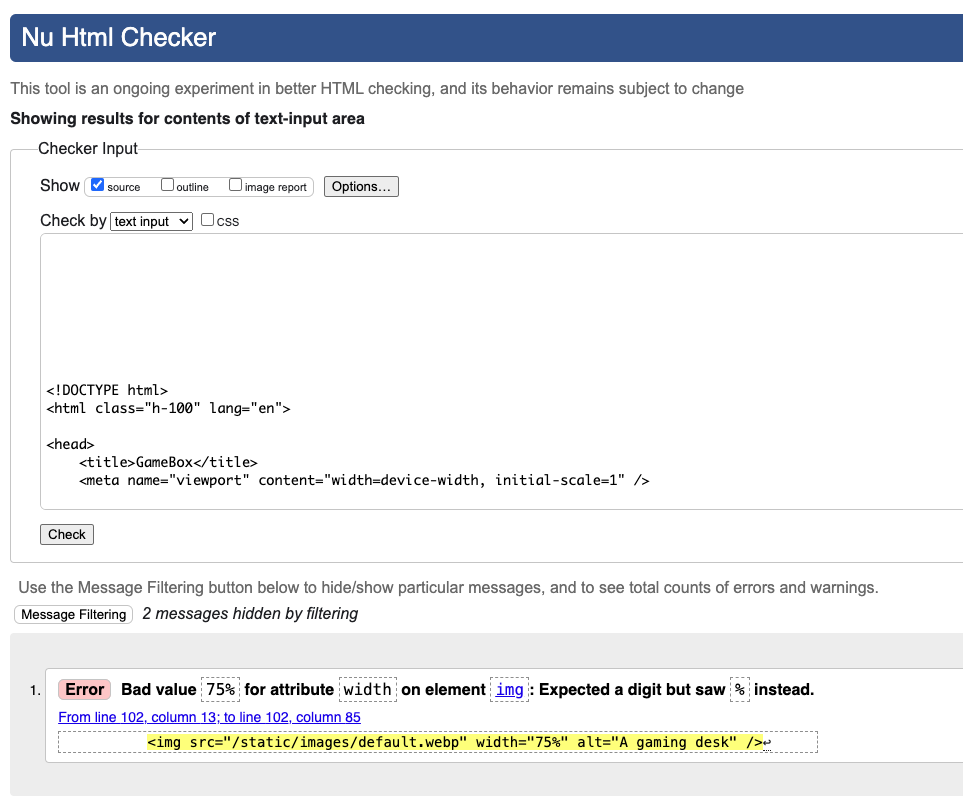 Nu Html Checker
This tool is an ongoing experiment in better HTML checking, and its behavior remains subject to change
Showing results for contents of text-input area
Checker Input
Show source outline image report Options…
Check by text input CSS
<!DOCTYPE html>
<html class="h-100" lang="en">
<head>
<title>GameBox</title>
<meta name="viewport" content="width=device-width, initial-scale=1" />
Check
Use the Message Filtering button below to hide/show particular messages, and to see total counts of errors and warnings.
Message Filtering 2 messages hidden by filtering
1. Error Bad value 75% for attribute width on element img: Expected a digit but saw % instead.
From line 102, column 13; to line 102, column 85
<img src="/static/images/default.webp" width="75%" alt="A gaming desk" />↩